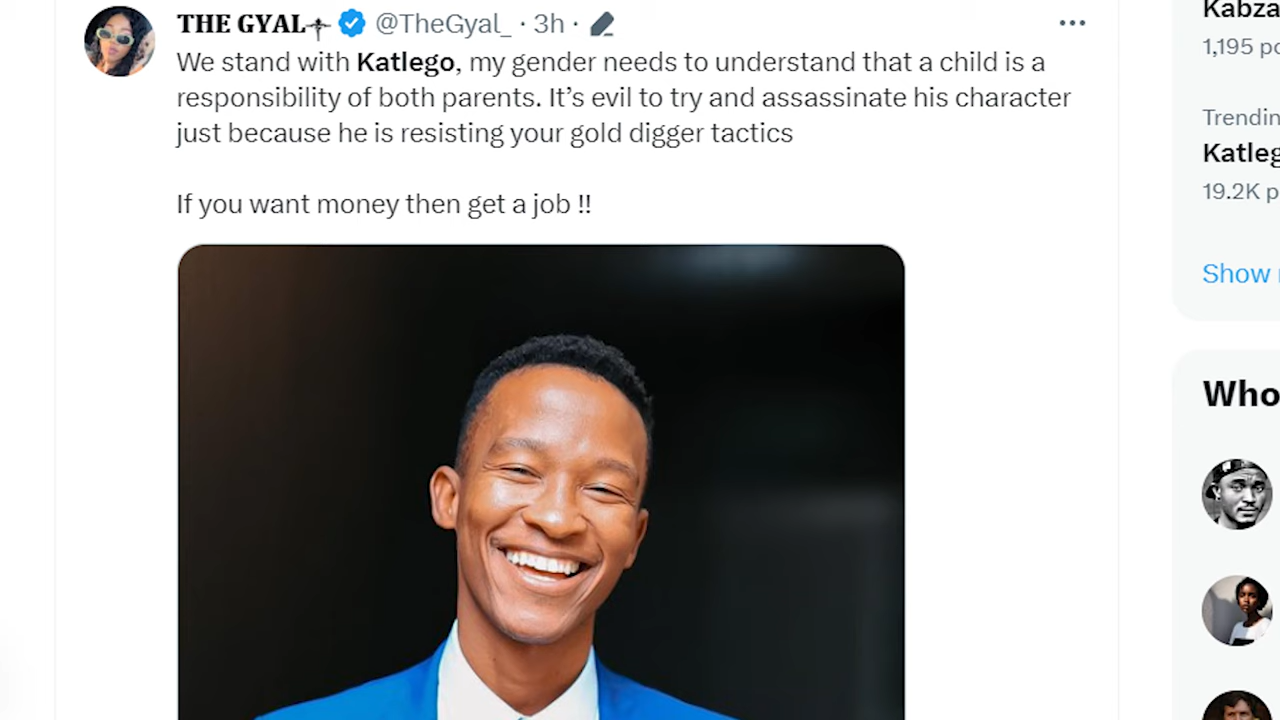 THE GYAL @TheGyal_ · 3h ·
We stand with Katlego, my gender needs to understand that a child is a
responsibility of both parents. It’s evil to try and assassinate his character
just because he is resisting your gold digger tactics
If you want money then get a job !!
Kabza
1,195 po
Trendin
Katleg
19.2K p
Show
Who